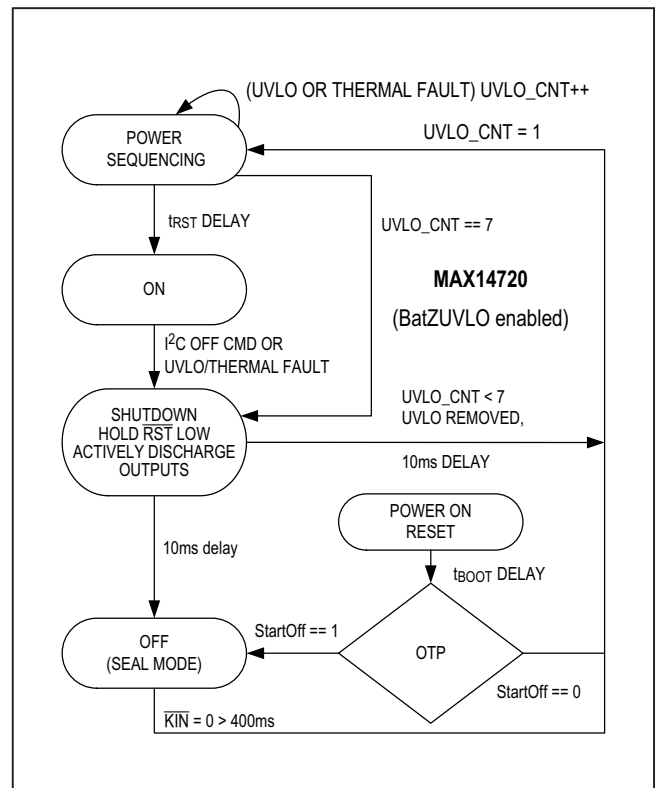 (UVLO OR THERMAL FAULT) UVLO_CNT++
POWER
SEQUENCING
UVLO_CNT = 1
tRST DELAY
UVLO_CNT == 7
ON
MAX14720
(BatZUVLO enabled)
I²C OFF CMD OR
UVLO/THERMAL FAULT
SHUTDOWN
HOLD R̅S̅T̅ LOW
ACTIVELY DISCHARGE
OUTPUTS
UVLO_CNT < 7
UVLO REMOVED,
10ms DELAY
POWER ON
RESET
10ms delay
tBOOT DELAY
OFF
(SEAL MODE)
StartOff == 1
OTP
StartOff == 0
K̅I̅N̅ = 0 > 400ms